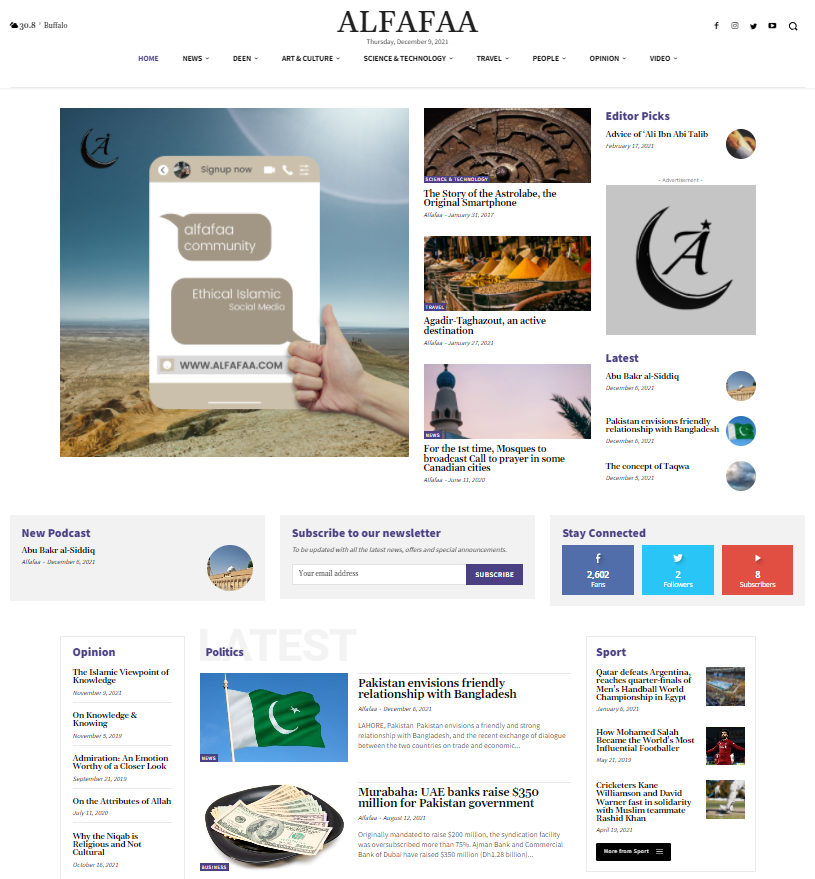 30.8 ° Buffalo
ALFAFAA
Thursday, December 9, 2021
HOME NEWS DEEN ART & CULTURE SCIENCE & TECHNOLOGY TRAVEL PEOPLE OPINION VIDEO
A
Signup now
alfafaa
community
Ethical Islamic
Social Media
WWW.ALFAFAA.COM
SCIENCE & TECHNOLOGY
The Story of the Astrolabe, the
Original Smartphone
Alfafaa - January 31, 2017
TRAVEL
Agadir-Taghazout, an active
destination
Alfafaa - January 27, 2021
NEWS
For the 1st time, Mosques to
broadcast Call to prayer in some
Canadian cities
Alfafaa - June 11, 2020
Editor Picks
Advice of ‘Ali Ibn Abi Talib
February 17, 2021
- Advertisement -
A
Latest
Abu Bakr al-Siddiq
December 6, 2021
Pakistan envisions friendly
relationship with Bangladesh
December 6, 2021
The concept of Taqwa
December 5, 2021
New Podcast
Abu Bakr al-Siddiq
Alfafaa - December 6, 2021
Subscribe to our newsletter
To be updated with all the latest news, offers and special announcements.
Your email address
SUBSCRIBE
Stay Connected
2,602
Fans
2
Followers
8
Subscribers
Opinion
The Islamic Viewpoint of
Knowledge
November 9, 2021
On Knowledge &
Knowing
November 5, 2019
Admiration: An Emotion
Worthy of a Closer Look
September 21, 2019
On the Attributes of Allah
July 11, 2020
Why the Niqab is
Religious and Not
Cultural
October 16, 2021
LATEST
Politics
NEWS
Pakistan envisions friendly
relationship with Bangladesh
Alfafaa - December 6, 2021
LAHORE, Pakistan: Pakistan envisions a friendly and strong
relationship with Bangladesh, and the recent exchange of dialogue
between the two countries on trade and economic...
BUSINESS
Murabaha: UAE banks raise $350
million for Pakistan government
Alfafaa - August 12, 2021
Originally mandated to raise $200 million, the syndication facility
was oversubscribed more than 75%. Ajman Bank and Commercial
Bank of Dubai have raised $350 million (Dh1.28 billion)...
Sport
Qatar defeats Argentina,
reaches quarter-finals of
Men's Handball World
Championship in Egypt
January 6, 2021
How Mohamed Salah
Became the World's Most
Influential Footballer
May 21, 2019
Cricketers Kane
Williamson and David
Warner fast in solidarity
with Muslim teammate
Rashid Khan
April 19, 2021
More from Sport